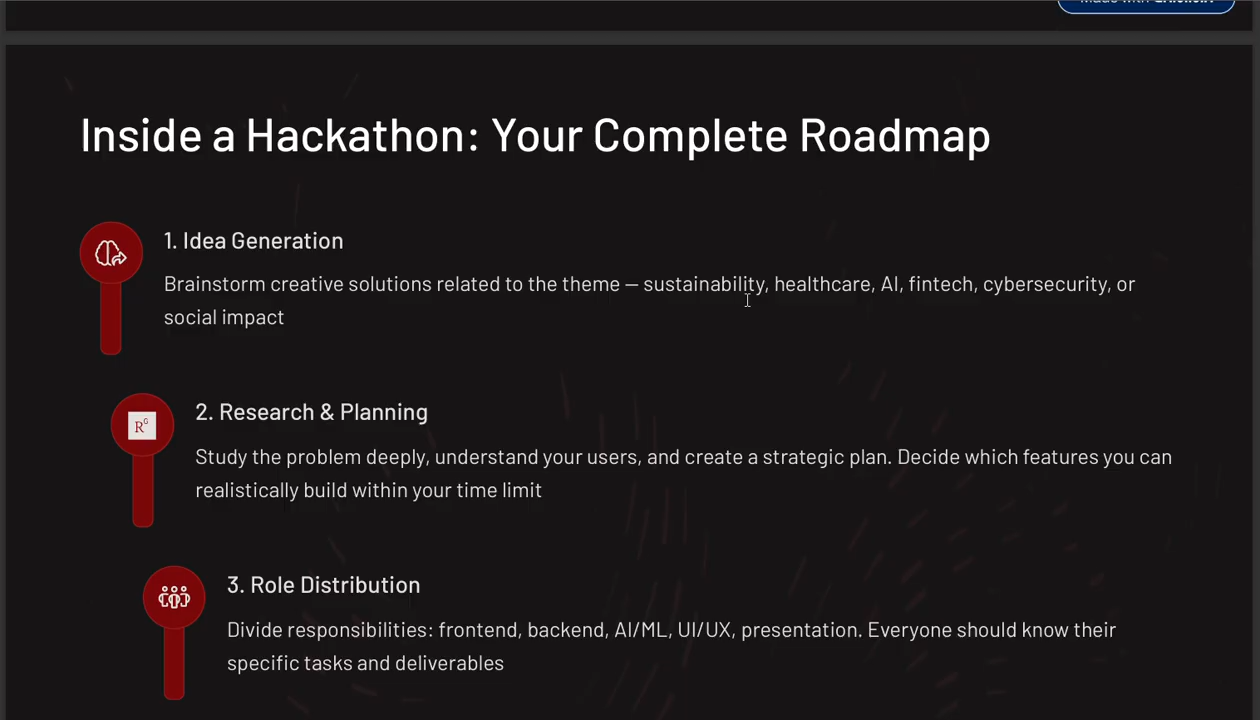 Inside a Hackathon: Your Complete Roadmap
1. Idea Generation
Brainstorm creative solutions related to the theme — sustainability, healthcare, AI, fintech, cybersecurity, or
social impact
RG
2. Research & Planning
Study the problem deeply, understand your users, and create a strategic plan. Decide which features you can
realistically build within your time limit
3. Role Distribution
Divide responsibilities: frontend, backend, AI/ML, UI/UX, presentation. Everyone should know their
specific tasks and deliverables